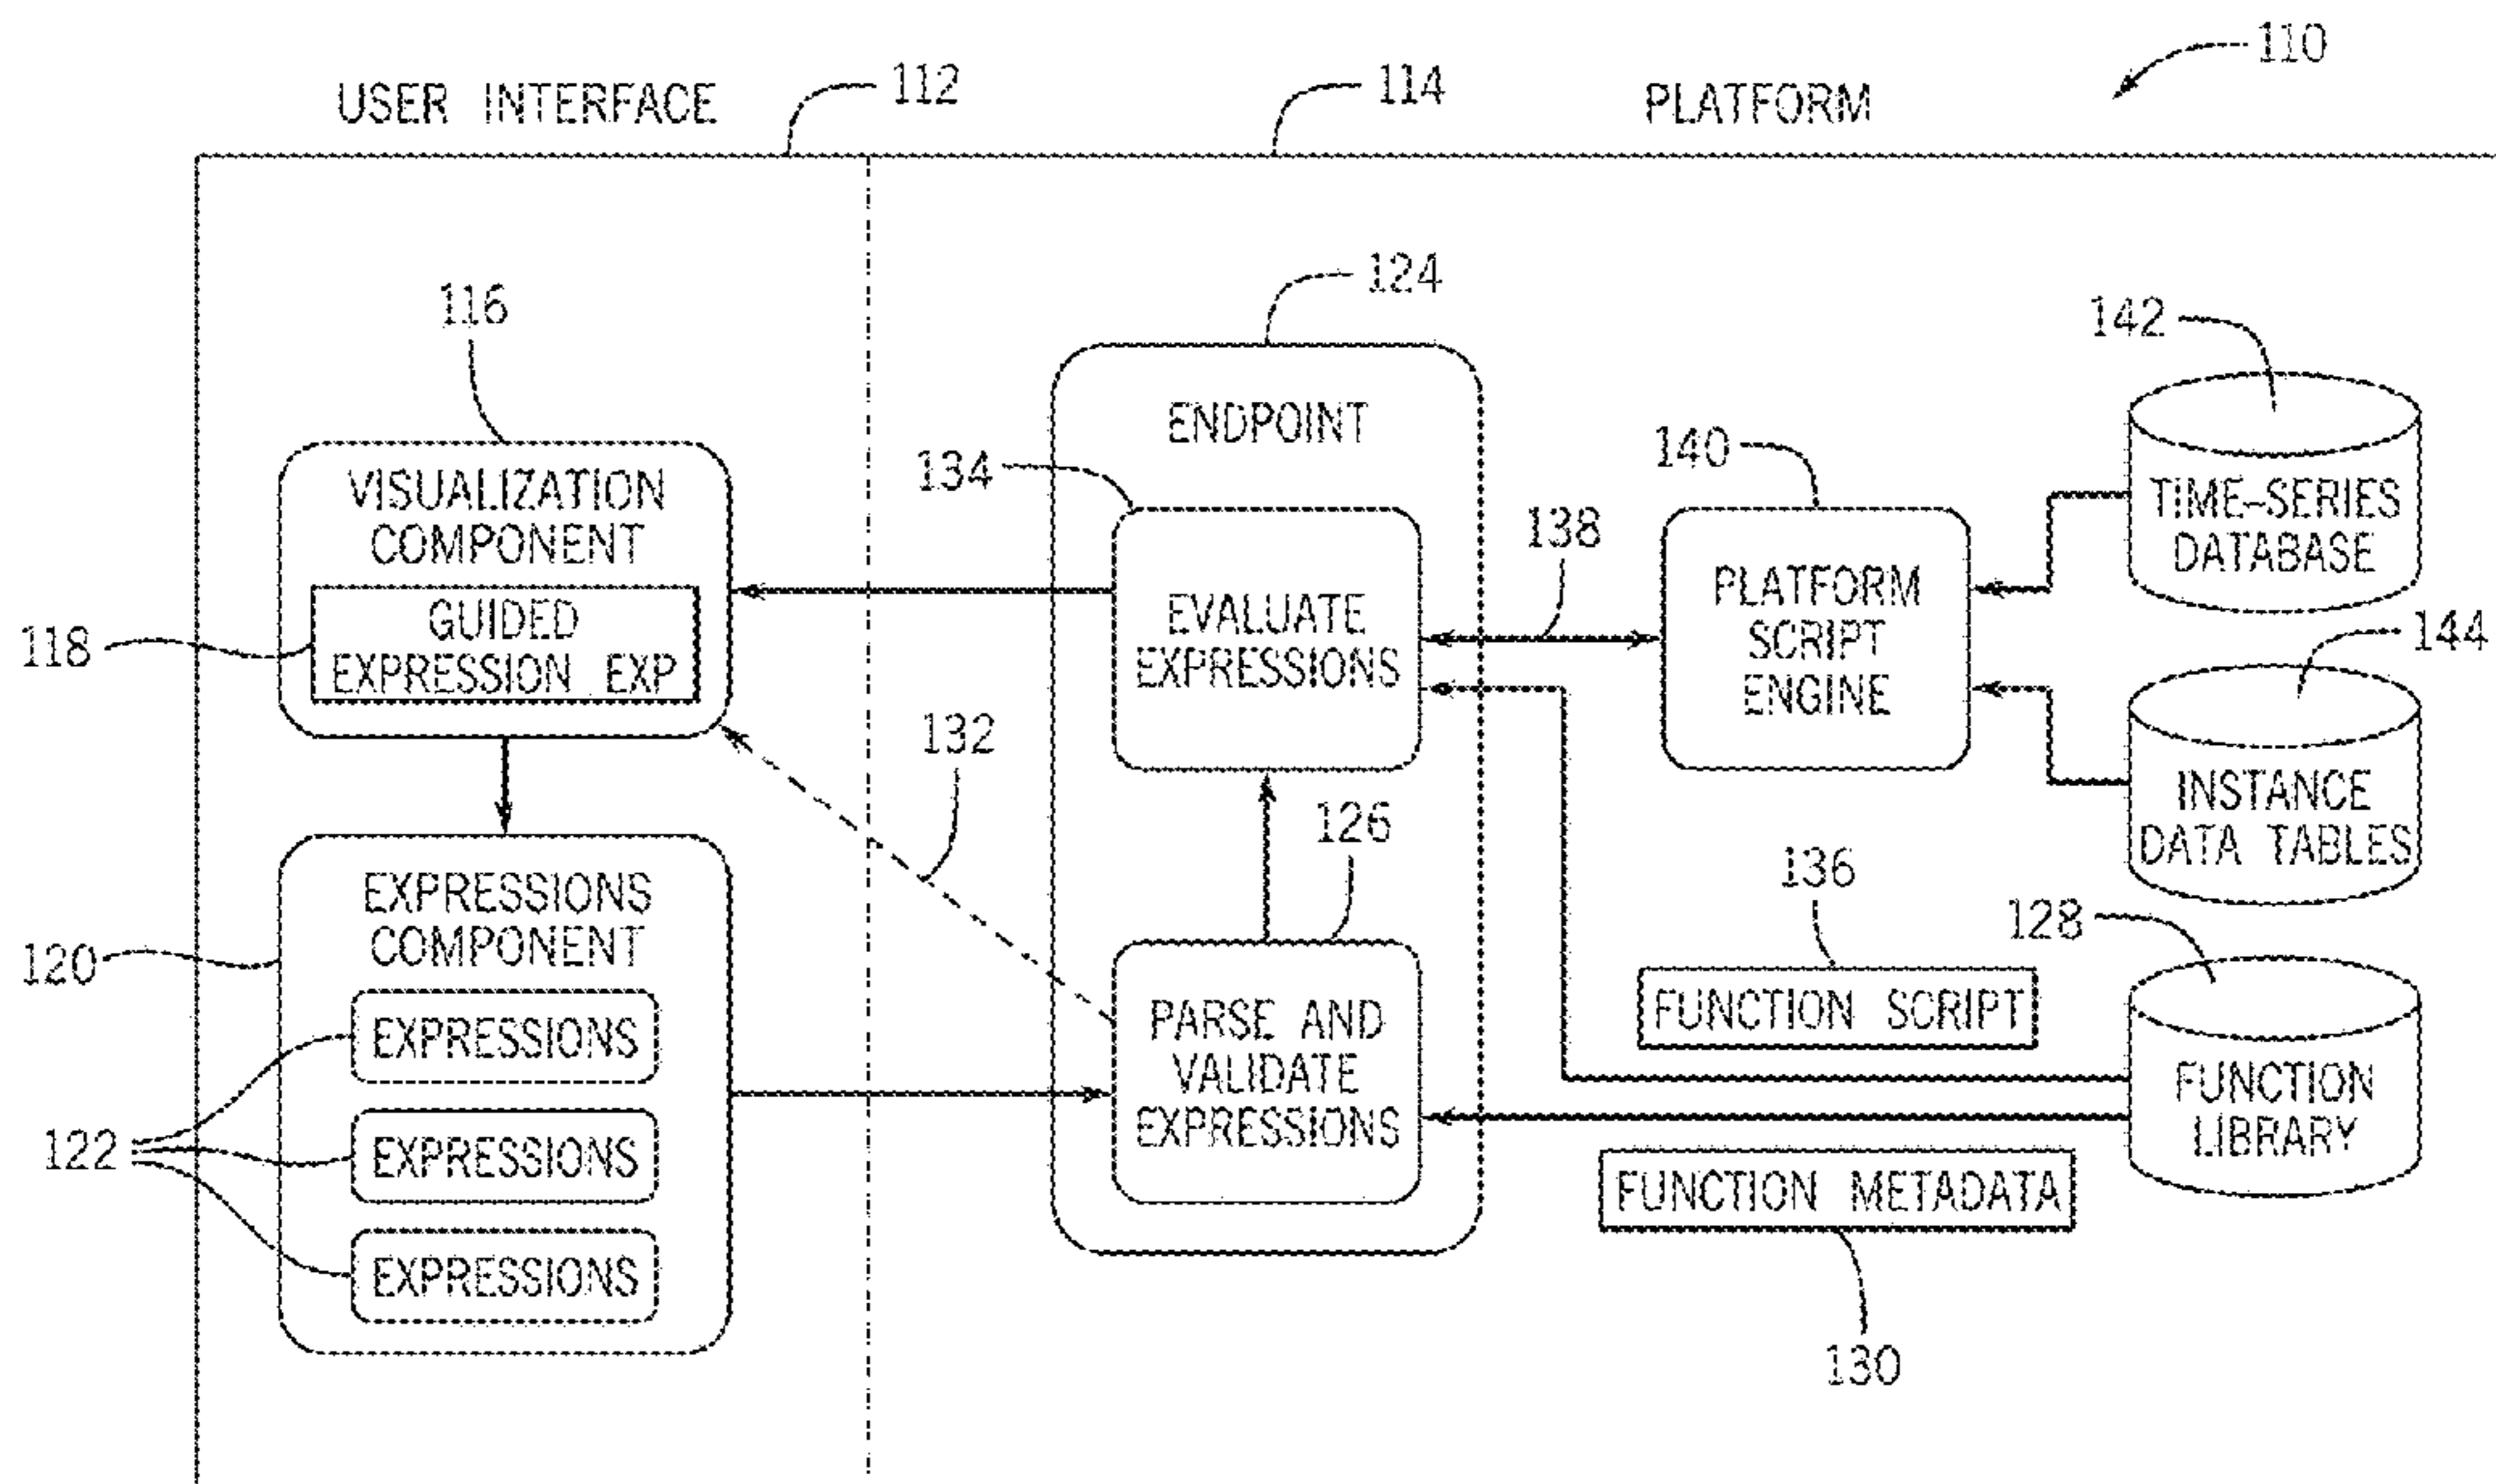 110
USER INTERFACE
112
114
PLATFORM
116
124
142
VISUALIZATION
COMPONENT
GUIDED
EXPRESSION EXP
118
ENDPOINT
134
EVALUATE
EXPRESSIONS
138
140
PLATFORM
SCRIPT
ENGINE
TIME-SERIES
DATABASE
144
INSTANCE
DATA TABLES
132
126
136
128
120
EXPRESSIONS
COMPONENT
EXPRESSIONS
EXPRESSIONS
EXPRESSIONS
122
PARSE AND
VALIDATE
EXPRESSIONS
FUNCTION SCRIPT
FUNCTION
LIBRARY
FUNCTION METADATA
130